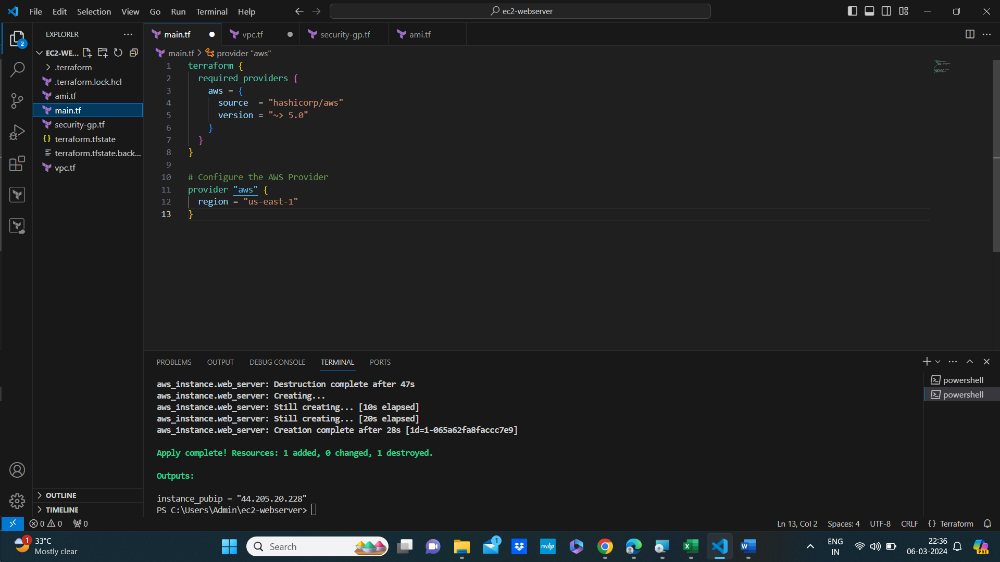 File Edit Selection View Go Run Terminal Help
ec2-webserver
EXPLORER
2
EC2-WE...
.terraform
.terraform.lock.hcl
ami.tf
main.tf
security-gp.tf
terraform.tfstate
terraform.tfstate.back...
vpc.tf
OUTLINE
TIMELINE
main.tf vpc.tf security-gp.tf ami.tf
main.tf > provider "aws"
1 terraform {
2 required_providers {
3 aws = {
4 source  = "hashicorp/aws"
5 version = "~> 5.0"
6 }
7 }
8 }
9
10 # Configure the AWS Provider
11 provider "aws" {
12 region = "us-east-1"
13 }
PROBLEMS OUTPUT DEBUG CONSOLE TERMINAL PORTS
aws_instance.web_server: Destruction complete after 47s
aws_instance.web_server: Creating...
aws_instance.web_server: Still creating... [10s elapsed]
aws_instance.web_server: Still creating... [20s elapsed]
aws_instance.web_server: Creation complete after 28s [id=i-065a62fa8faccc7e9]
Apply complete! Resources: 1 added, 0 changed, 1 destroyed.
Outputs:
instance_pubip = "44.205.20.228"
PS C:\Users\Admin\ec2-webserver>
powershell
powershell
0 0 0
Ln 13, Col 2 Spaces: 4 UTF-8 CRLF {} Terraform
1
33°C
Mostly clear
Search
1
myhp
ENG
IN
22:36
06-03-2024
PRE